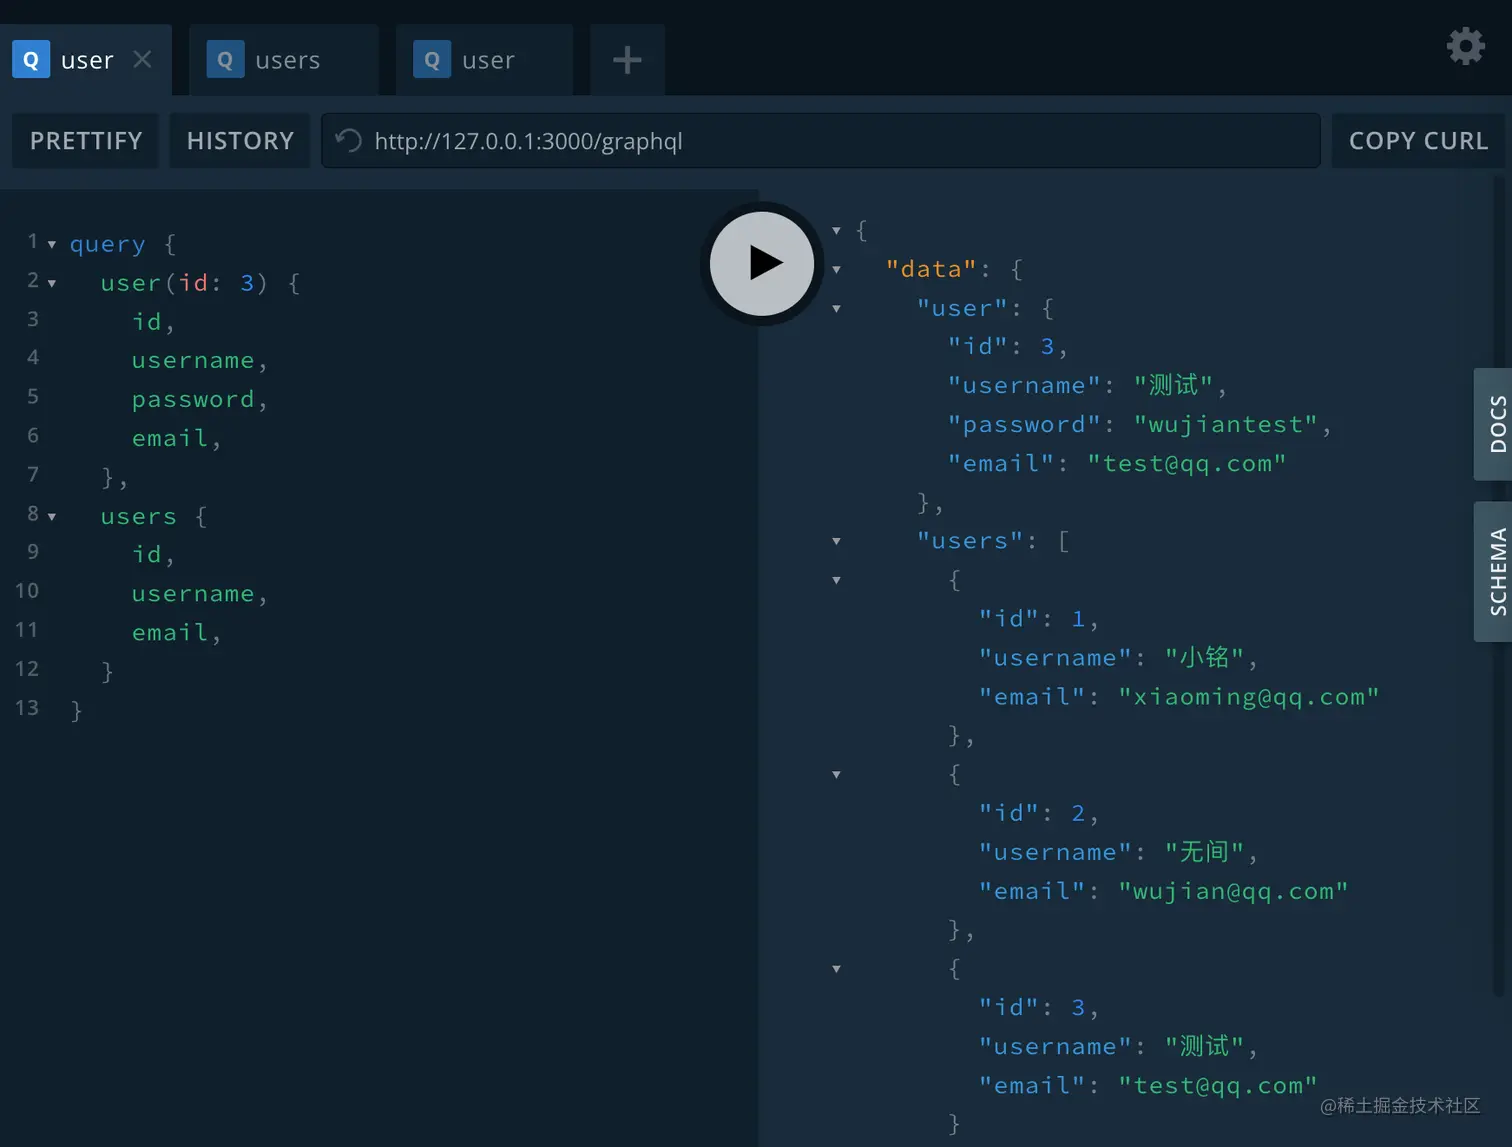 Q user × Q users Q user +
PRETTIFY HISTORY http://127.0.0.1:3000/graphql COPY CURL
1 query {
2 user(id: 3) {
3 id,
4 username,
5 password,
6 email,
7 },
8 users {
9 id,
10 username,
11 email,
12 }
13 }
{
"data": {
"user": {
"id": 3,
"username": "测试",
"password": "wujiantest",
"email": "test@qq.com"
},
"users": [
{
"id": 1,
"username": "小铭",
"email": "xiaoming@qq.com"
},
{
"id": 2,
"username": "无间",
"email": "wujian@qq.com"
},
{
"id": 3,
"username": "测试",
"email": "test@qq.com"
}
DOCS
SCHEMA
@稀土掘金技术社区